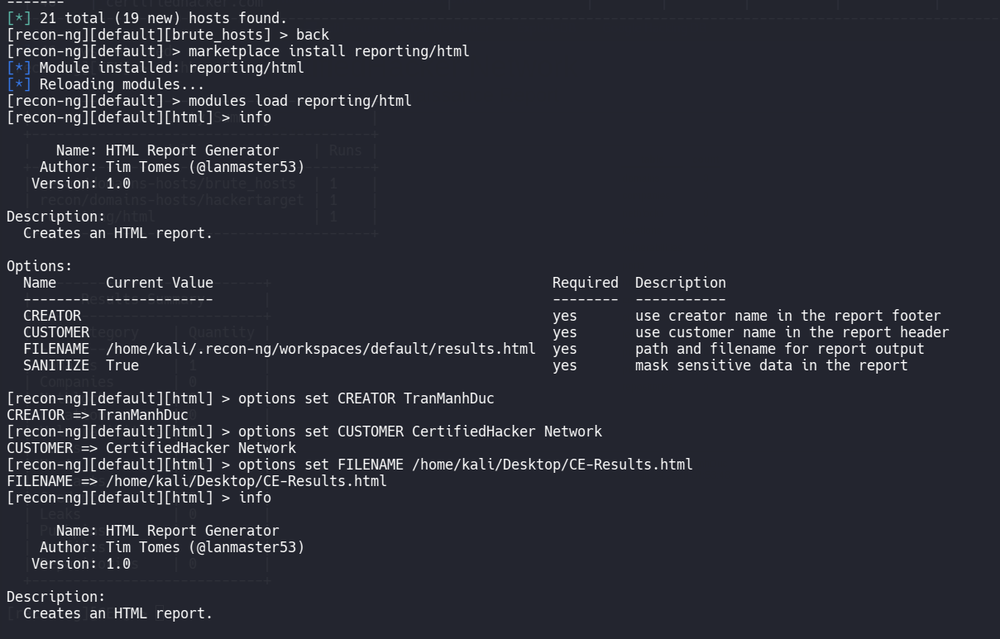 -------
[*] 21 total (19 new) hosts found.
[recon-ng][default][brute_hosts] > back
[recon-ng][default] > marketplace install reporting/html
[*] Module installed: reporting/html
[*] Reloading modules...
[recon-ng][default] > modules load reporting/html
[recon-ng][default][html] > info

      Name: HTML Report Generator
    Author: Tim Tomes (@lanmaster53)
   Version: 1.0

Description:
  Creates an HTML report.

Options:
  Name      Current Value                                         Required  Description
  --------  -------------                                         --------  -----------
  CREATOR                                                         yes       use creator name in the report footer
  CUSTOMER                                                        yes       use customer name in the report header
  FILENAME  /home/kali/.recon-ng/workspaces/default/results.html  yes       path and filename for report output
  SANITIZE  True                                                  yes       mask sensitive data in the report

[recon-ng][default][html] > options set CREATOR TranManhDuc
CREATOR => TranManhDuc
[recon-ng][default][html] > options set CUSTOMER CertifiedHacker Network
CUSTOMER => CertifiedHacker Network
[recon-ng][default][html] > options set FILENAME /home/kali/Desktop/CE-Results.html
FILENAME => /home/kali/Desktop/CE-Results.html
[recon-ng][default][html] > info

      Name: HTML Report Generator
    Author: Tim Tomes (@lanmaster53)
   Version: 1.0

Description:
  Creates an HTML report.